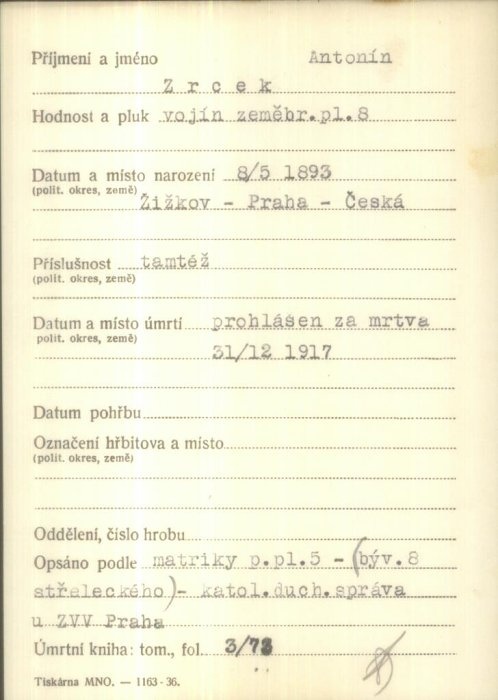 Příjmení a jméno Antonín
Zrcek
Hodnost a pluk vojín zeměbr.pl.8
Datum a místo narození 8/5 1893
(polit. okres, země)
Žižkov - Praha - Česká
Příslušnost tamtéž
(polit. okres, země)
Datum a místo úmrtí prohlášen za mrtva
polit. okres, země)
31/12 1917
Datum pohřbu
Označení hřbitova a místo
(polit. okres, země)
Oddělení, číslo hrobu
Opsáno podle matriky p.pl.5 - (býv.8
střeleckého)- katol.duch.správa
u ZVV Praha
Úmrtní kniha: tom., fol. 3/73
Tiskárna MNO. — 1163-36.